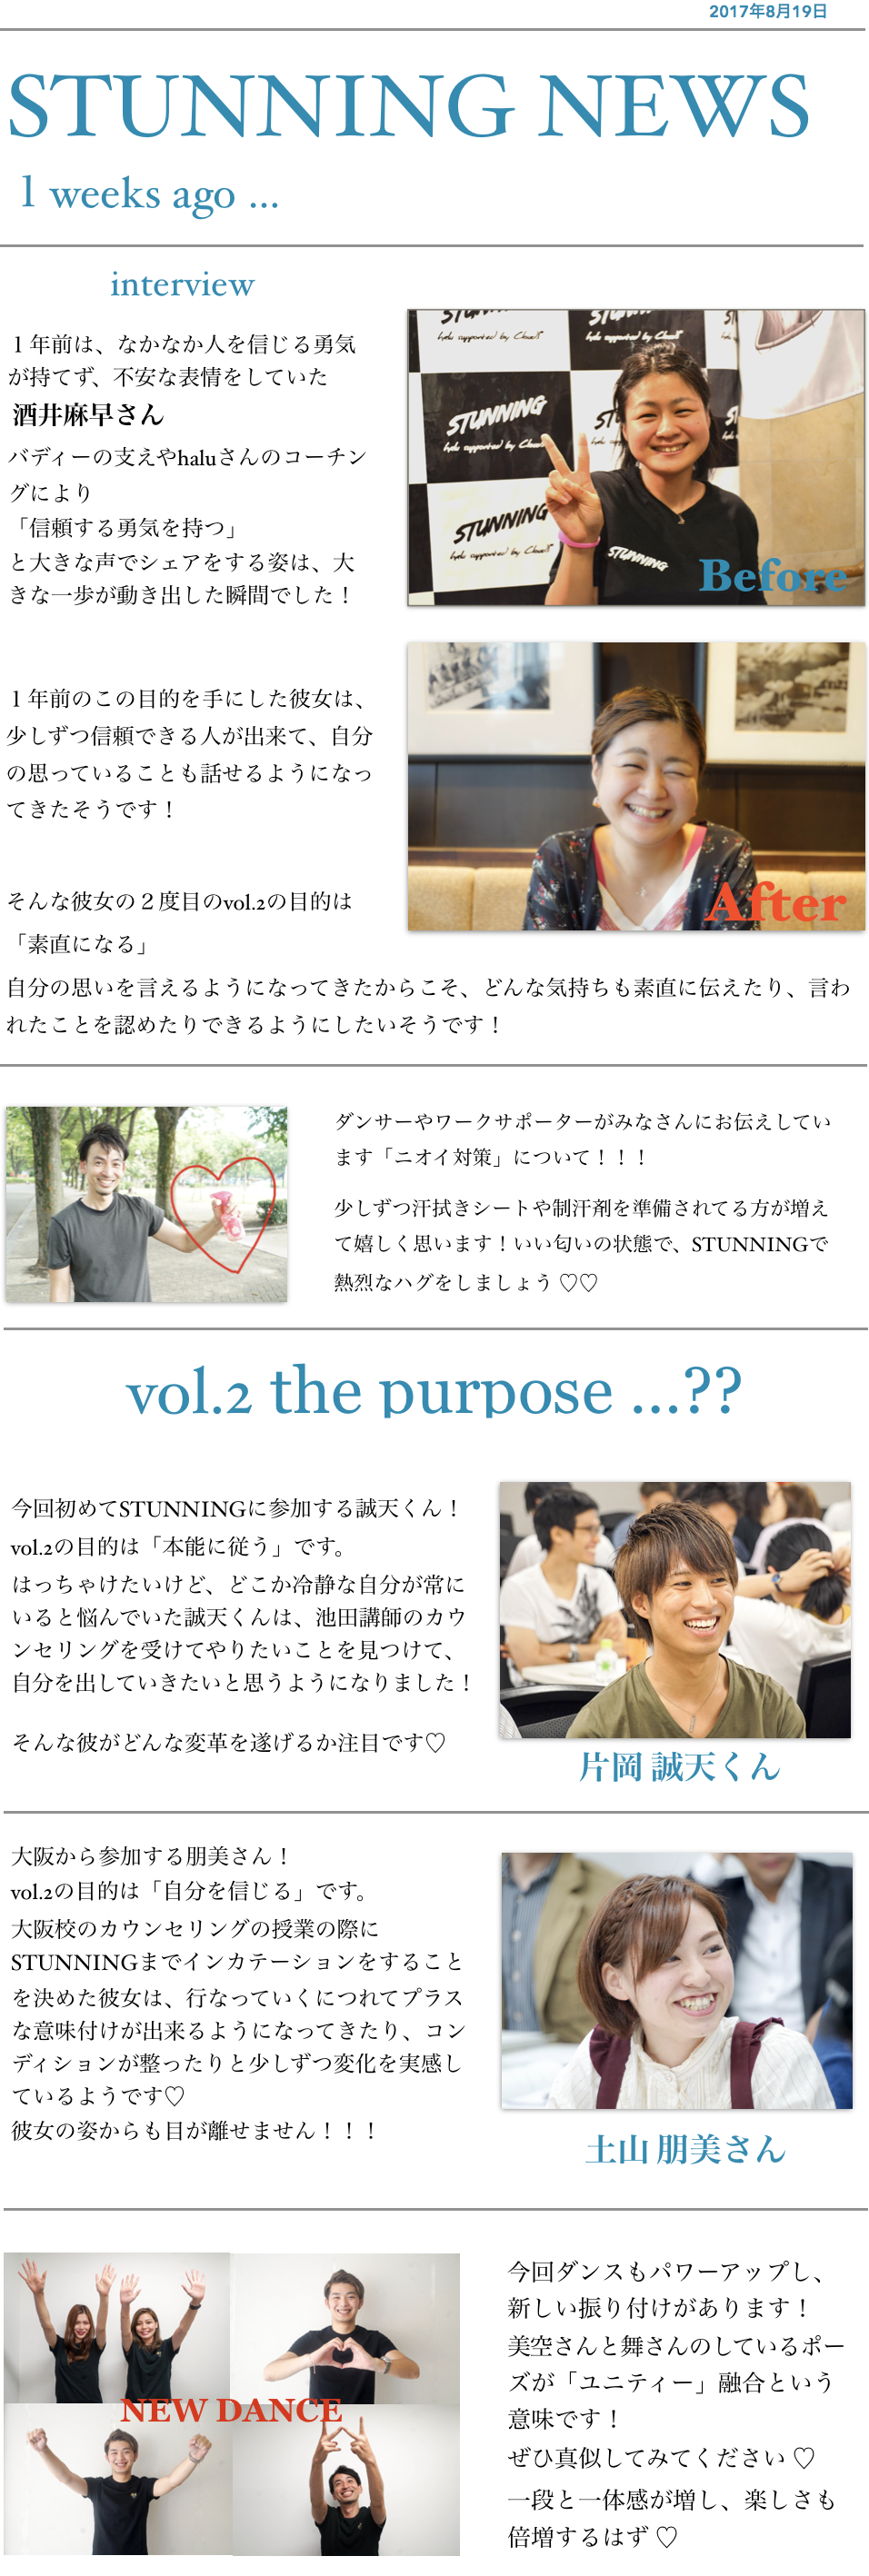 2017年8月19日
STUNNING NEWS
1 weeks ago ...
interview
１年前は、なかなか人を信じる勇気
が持てず、不安な表情をしていた
酒井麻早さん
バディーの支えやhaluさんのコーチン
グにより
「信頼する勇気を持つ」
と大きな声でシェアをする姿は、大
きな一歩が動き出した瞬間でした！
STUNNING
halu supported by
STUNNING
halu supported by
STUNNING
Before
１年前のこの目的を手にした彼女は、
少しずつ信頼できる人が出来て、自分
の思っていることも話せるようになっ
てきたそうです！
After
そんな彼女の２度目のvol.2の目的は
「素直になる」
自分の思いを言えるようになってきたからこそ、どんな気持ちも素直に伝えたり、言わ
れたことを認めたりできるようにしたいそうです！
ダンサーやワークサポーターがみなさんにお伝えしてい
ます「ニオイ対策」について！！！
少しずつ汗拭きシートや制汗剤を準備されてる方が増え
て嬉しく思います！いい匂いの状態で、STUNNINGで
熱烈なハグをしましょう ♡♡
vol.2 the purpose ...??
今回初めてSTUNNINGに参加する誠天くん！
vol.2の目的は「本能に従う」です。
はっちゃけたいけど、どこか冷静な自分が常に
いると悩んでいた誠天くんは、池田講師のカウ
ンセリングを受けてやりたいことを見つけて、
自分を出していきたいと思うようになりました！
そんな彼がどんな変革を遂げるか注目です♡
片岡 誠天くん
大阪から参加する朋美さん！
vol.2の目的は「自分を信じる」です。
大阪校のカウンセリングの授業の際に
STUNNINGまでインカテーションをすること
を決めた彼女は、行なっていくにつれてプラス
な意味付けが出来るようになってきたり、コン
ディションが整ったりと少しずつ変化を実感し
ているようです♡
彼女の姿からも目が離せません！！！
土山 朋美さん
NEW DANCE
今回ダンスもパワーアップし、
新しい振り付けがあります！
美空さんと舞さんのしているポー
ズが「ユニティー」融合という
意味です！
ぜひ真似してみてください ♡
一段と一体感が増し、楽しさも
倍増するはず ♡